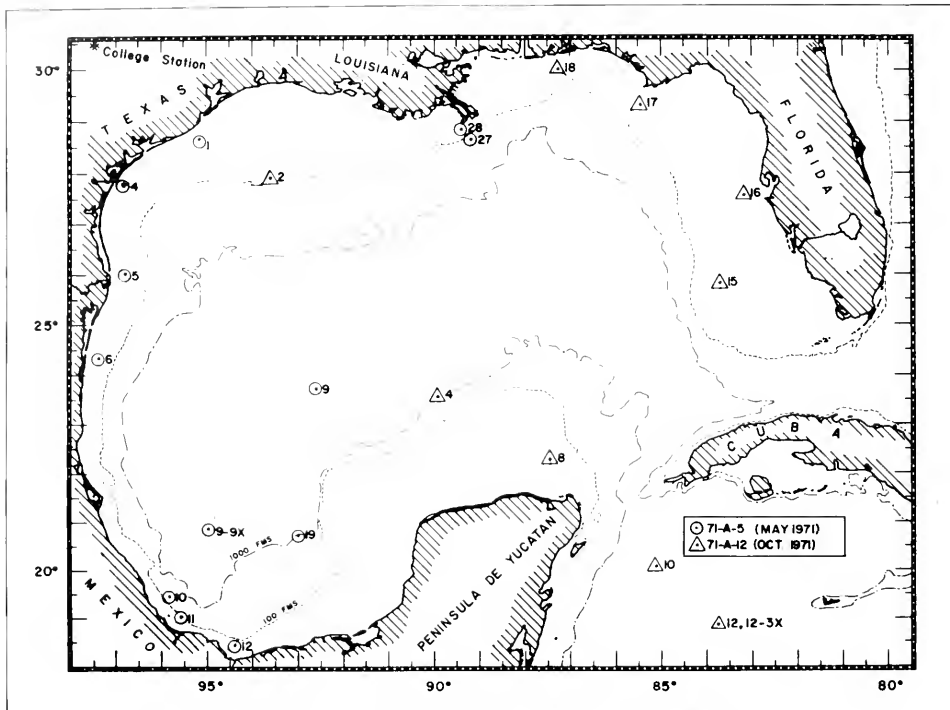 * College Station
LOUISIANA
TEXAS
30°
18
17
28
27
1
2
4
FLORIDA
16
5
15
25°
6
9
4
8
CUBA
9-9X
19
1000 FMS
⊙ 71-A-5 (MAY 1971)
△ 71-A-12 (OCT 1971)
20°
10
10
11
100 FMS
12
12, 12-3X
MEXICO
PENINSULA DE YUCATAN
95°
90°
85°
80°